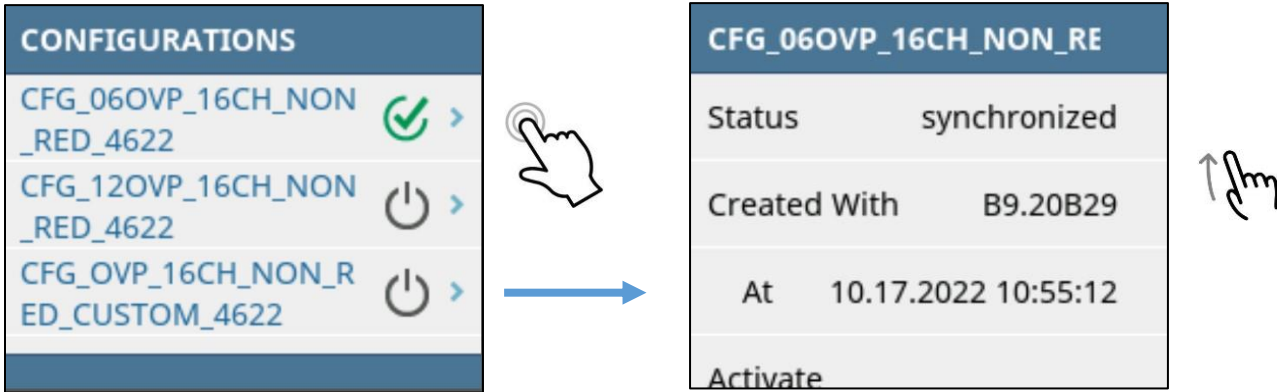 CONFIGURATIONS
CFG_06OVP_16CH_NON
_RED_4622
CFG_12OVP_16CH_NON
_RED_4622
CFG_OVP_16CH_NON_R
ED_CUSTOM_4622
CFG_06OVP_16CH_NON_RE
Status synchronized
Created With B9.20B29
At 10.17.2022 10:55:12
Activate